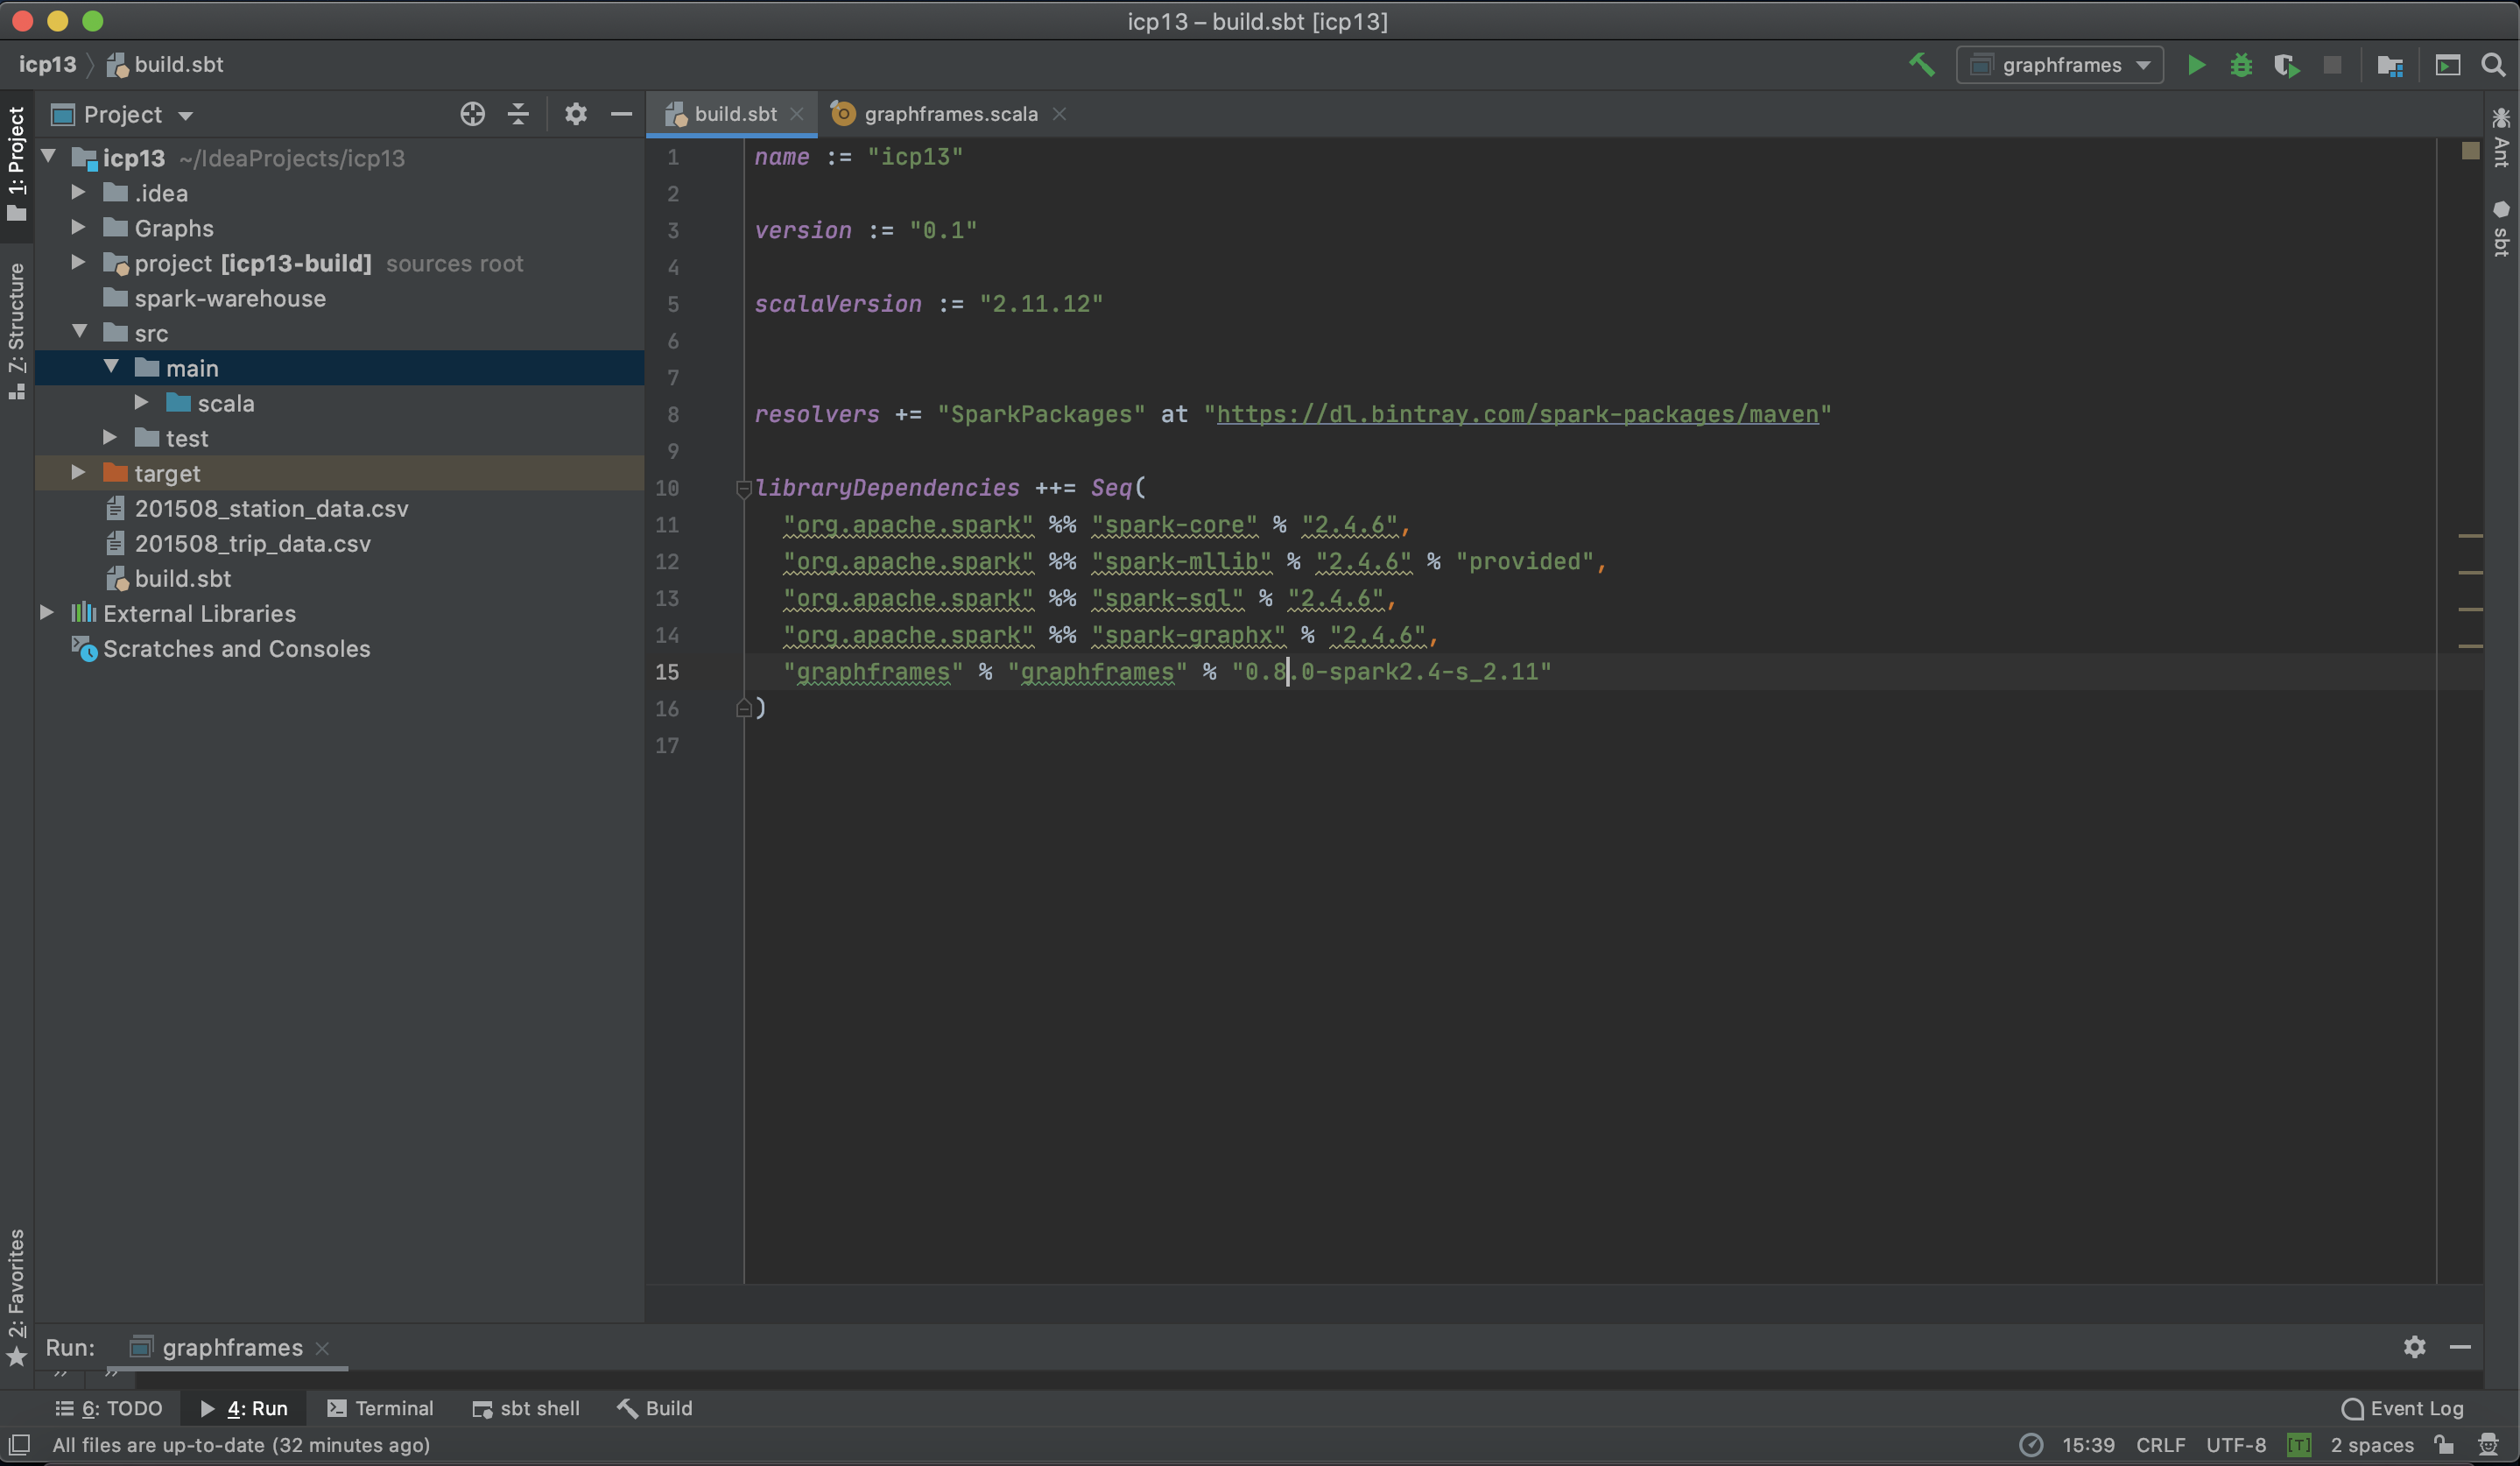 icp13 – build.sbt [icp13]
icp13 build.sbt
graphframes
1: Project
7: Structure
2: Favorites
Project
icp13 ~/IdeaProjects/icp13
.idea
Graphs
project [icp13-build] sources root
spark-warehouse
src
main
scala
test
target
201508_station_data.csv
201508_trip_data.csv
build.sbt
External Libraries
Scratches and Consoles
build.sbt graphframes.scala
1 name := "icp13"
2
3 version := "0.1"
4
5 scalaVersion := "2.11.12"
6
7
8 resolvers += "SparkPackages" at "https://dl.bintray.com/spark-packages/maven"
9
10 libraryDependencies ++= Seq(
11 "org.apache.spark" %% "spark-core" % "2.4.6",
12 "org.apache.spark" %% "spark-mllib" % "2.4.6" % "provided",
13 "org.apache.spark" %% "spark-sql" % "2.4.6",
14 "org.apache.spark" %% "spark-graphx" % "2.4.6",
15 "graphframes" % "graphframes" % "0.8.0-spark2.4-s_2.11"
16 )
17
Ant
sbt
Run: graphframes
6: TODO 4: Run Terminal sbt shell Build Event Log
All files are up-to-date (32 minutes ago) 15:39 CRLF UTF-8 [T] 2 spaces